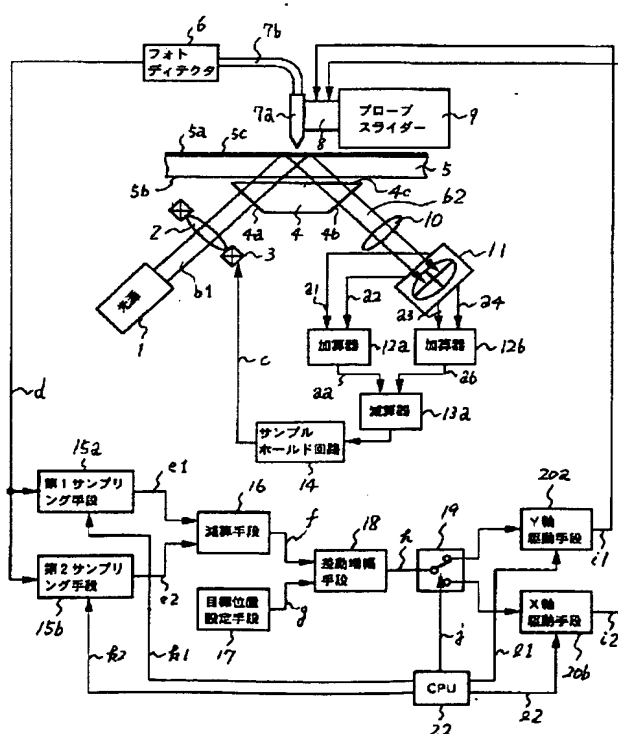 6
フォト
ディテクタ
7b
7a
8
プローブ
スライダー
9
5a
5c
5b
5
4c
4a
4
4b
b2
10
2
3
光源
1
b1
11
a1
a2
a3
a4
加算器
12a
加算器
12b
aa
ab
減算器
13a
c
サンプル
ホールド回路
14
d
15a
第1サンプリ
ング手段
e1
第2サンプリ
ング手段
15b
e2
16
減算手段
f
目標位置
設定手段
17
g
18
差動増幅
手段
h
19
20a
Y軸
駆動手段
i1
X軸
駆動手段
20b
i2
j
k2
k1
l1
l2
CPU
22